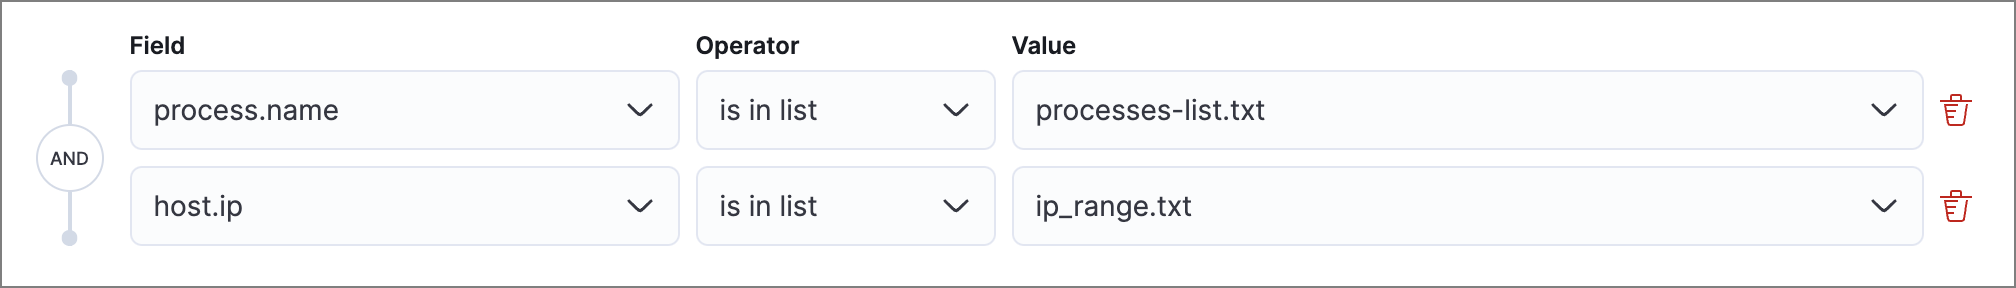 Field Operator Value
process.name is in list processes-list.txt
AND
host.ip is in list ip_range.txt